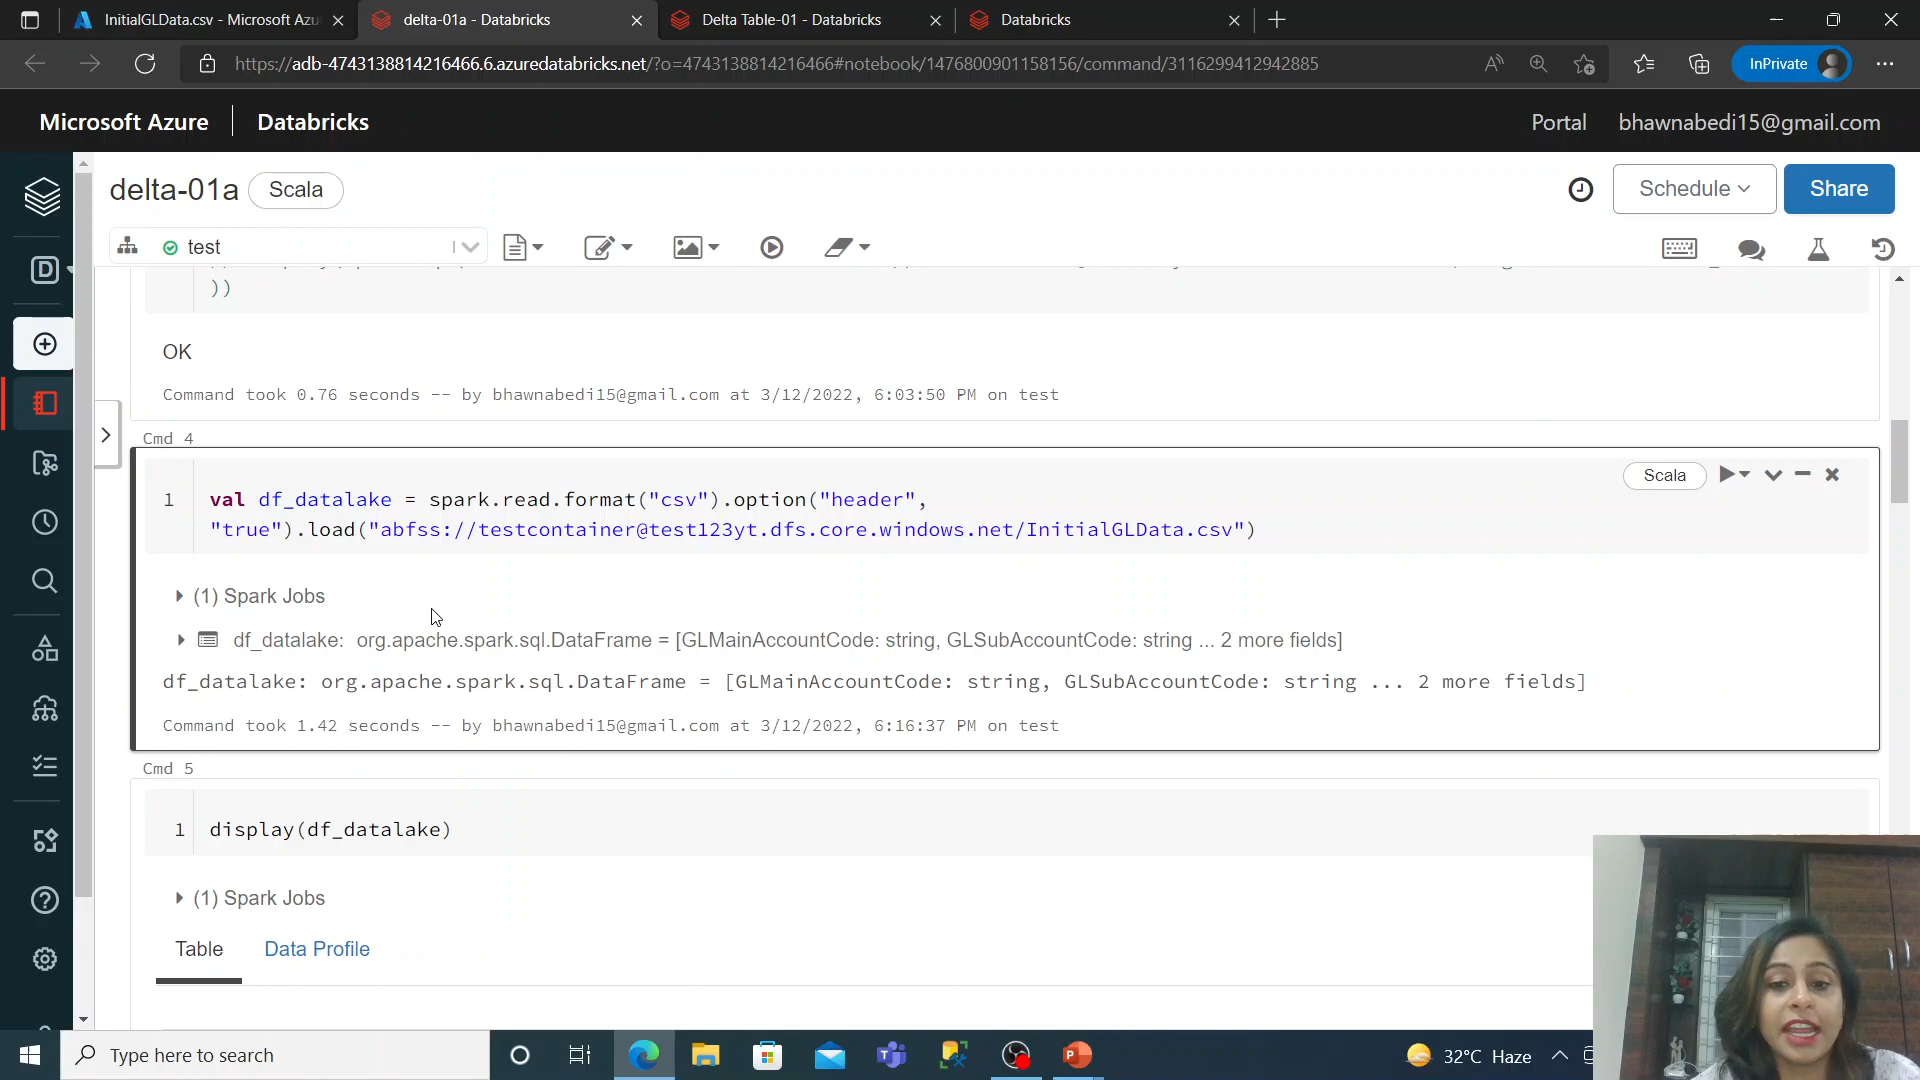 InitialGLData.csv - Microsoft Azu
delta-01a - Databricks
Delta Table-01 - Databricks
Databricks
https://adb-4743138814216466.6.azuredatabricks.net/?o=4743138814216466#notebook/1476800901158156/command/3116299412942885
InPrivate
Microsoft Azure
Databricks
Portal
bhawnabedi15@gmail.com
delta-01a
Scala
Schedule
Share
test
D
))
OK
Command took 0.76 seconds -- by bhawnabedi15@gmail.com at 3/12/2022, 6:03:50 PM on test
Cmd 4
Scala
1 val df_datalake = spark.read.format("csv").option("header",
"true").load("abfss://testcontainer@test123yt.dfs.core.windows.net/InitialGLData.csv")
(1) Spark Jobs
df_datalake: org.apache.spark.sql.DataFrame = [GLMainAccountCode: string, GLSubAccountCode: string ... 2 more fields]
df_datalake: org.apache.spark.sql.DataFrame = [GLMainAccountCode: string, GLSubAccountCode: string ... 2 more fields]
Command took 1.42 seconds -- by bhawnabedi15@gmail.com at 3/12/2022, 6:16:37 PM on test
Cmd 5
1 display(df_datalake)
(1) Spark Jobs
Table
Data Profile
Type here to search
32°C Haze